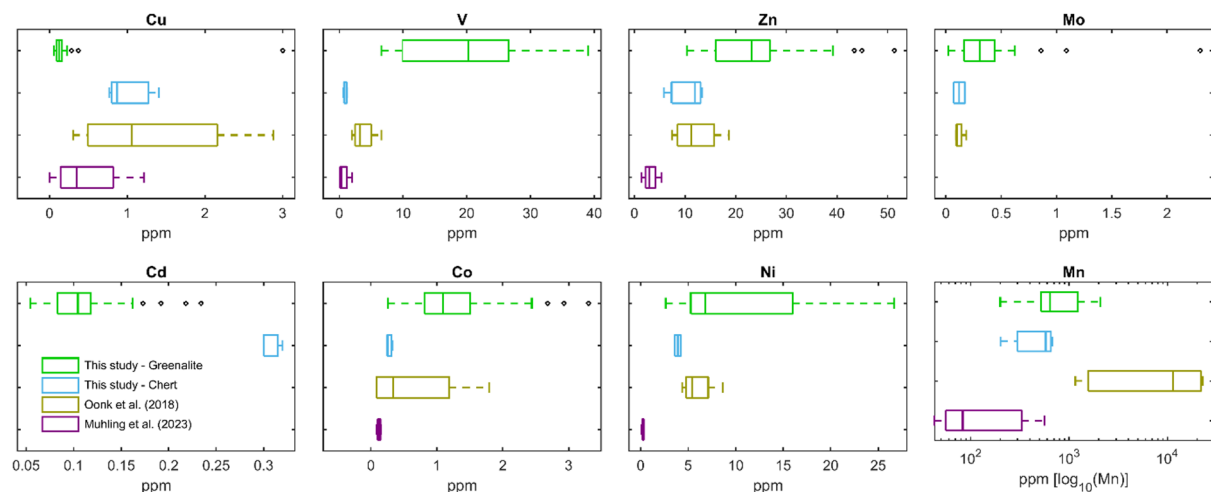 Cu
V
Zn
Mo
0 1 2 3
0 10 20 30 40
0 10 20 30 40 50
0 0.5 1 1.5 2
ppm
ppm
ppm
ppm
Cd
Co
Ni
Mn
This study - Greenalite
This study - Chert
Oonk et al. (2018)
Muhling et al. (2023)
0.05 0.1 0.15 0.2 0.25 0.3
0 1 2 3
0 5 10 15 20 25
10² 10³ 10⁴
ppm
ppm
ppm
ppm [log₁₀(Mn)]